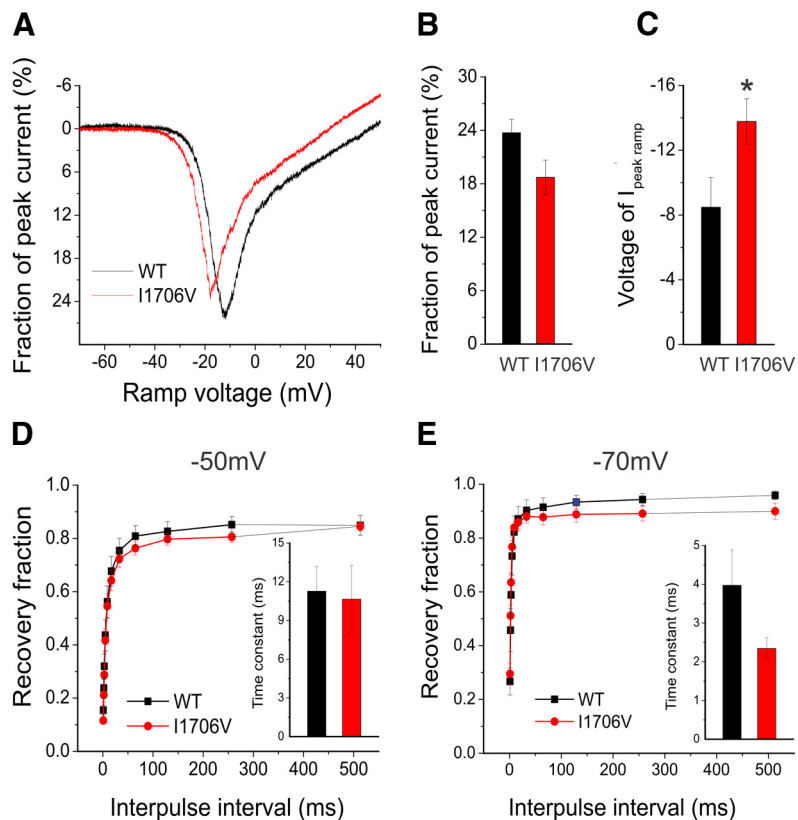 A
Fraction of peak current (%)
-6
0
6
12
18
24
WT
I1706V
-60 -40 -20 0 20 40
Ramp voltage (mV)
B
Fraction of peak current (%)
30
24
18
12
6
0
WT I1706V
C
Voltage of I peak ramp
-16
-12
-8
-4
0
*
WT I1706V
D
-50mV
Recovery fraction
1.0
0.8
0.6
0.4
0.2
0.0
WT
I1706V
Time constant (ms)
15
12
9
6
3
0
0 100 200 300 400 500
Interpulse interval (ms)
E
-70mV
Recovery fraction
1.0
0.8
0.6
0.4
0.2
0.0
WT
I1706V
Time constant (ms)
5
4
3
2
1
0
0 100 200 300 400 500
Interpulse interval (ms)